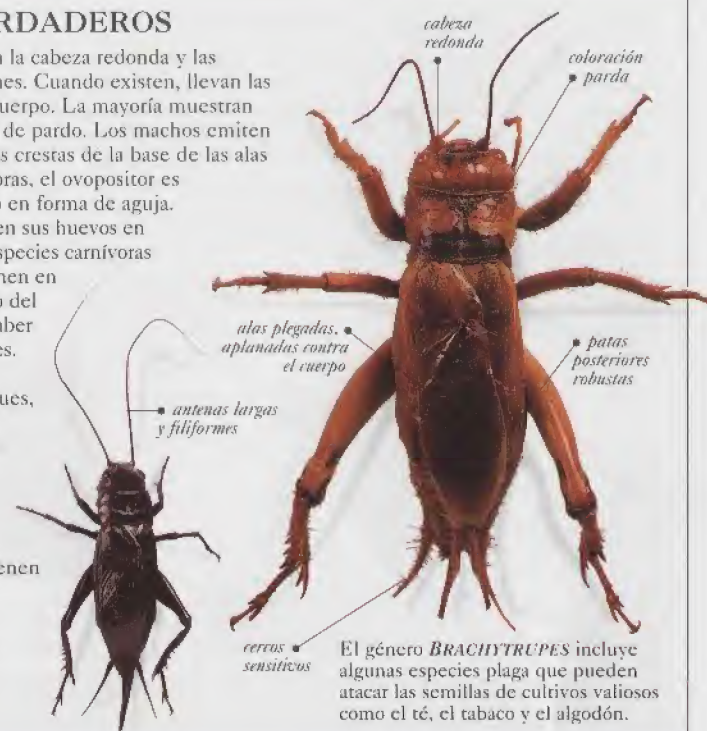 RDADEROS
la cabeza redonda y las
nes. Cuando existen, llevan las
uerpo. La mayoría muestran
de pardo. Los machos emiten
s crestas de la base de las alas
oras, el ovopositor es
en forma de aguja.
en sus huevos en
species carnívoras
nen en
del
ber
es.
ues,
enen
cabeza
redonda
coloración
parda
alas plegadas,
aplanadas contra
el cuerpo
patas
posteriores
robustas
antenas largas
y filiformes
cercos
sensitivos
El género BRACHYTRUPES incluye
algunas especies plaga que pueden
atacar las semillas de cultivos valiosos
como el té, el tabaco y el algodón.